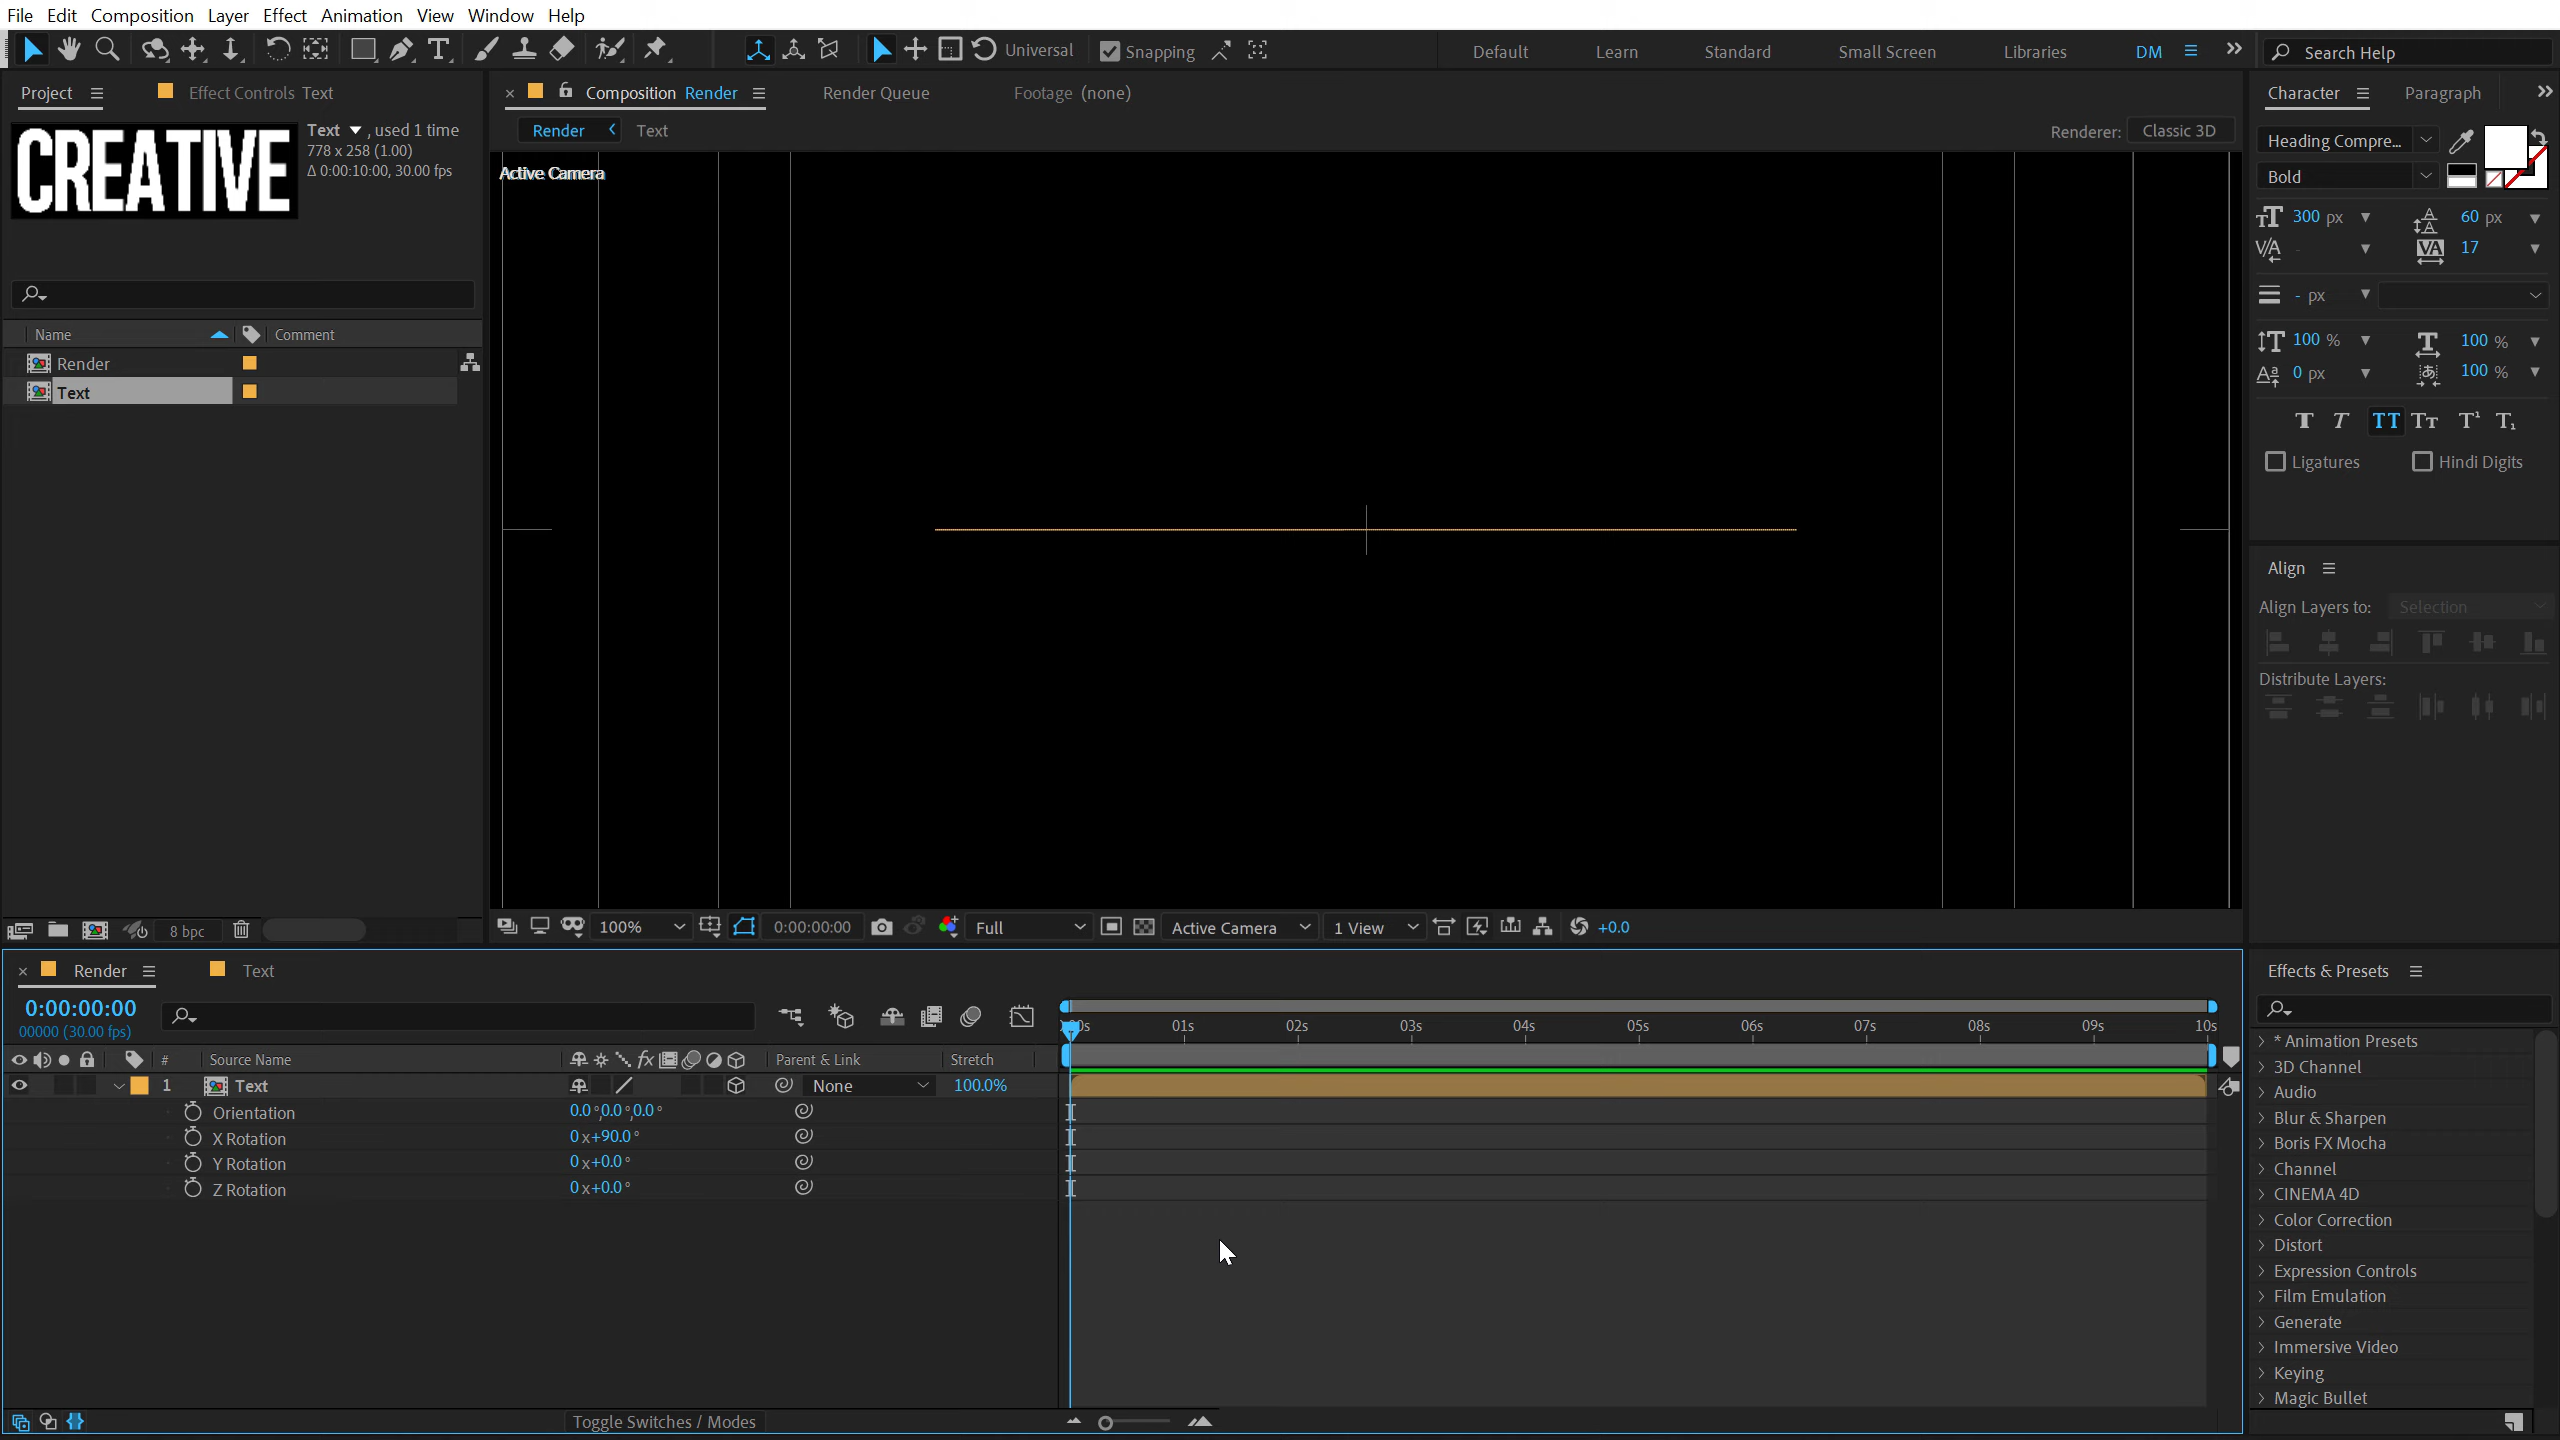 File Edit Composition Layer Effect Animation View Window Help
Universal Snapping Default Learn Standard Small Screen Libraries DM Search Help
Project Effect Controls Text
CREATIVE
Text , used 1 time
778 x 258 (1.00)
Δ 0:00:10:00, 30.00 fps
Name Comment
Render
Text
8 bpc
Composition Render Render Queue Footage (none)
Render Text Renderer: Classic 3D
Active Camera
100% 0:00:00:00 Full Active Camera 1 View +0.0
Character Paragraph
Heading Compre...
Bold
300 px 60 px
- 17
- px
100 % 100 %
0 px 100 %
Ligatures Hindi Digits
Align
Align Layers to: Selection
Distribute Layers:
Render Text
0:00:00:00
00000 (30.00 fps)
01s 02s 03s 04s 05s 06s 07s 08s 09s 10s
# Source Name Parent & Link Stretch
1 Text None 100.0%
Orientation 0.0°,0.0°,0.0°
X Rotation 0x+90.0°
Y Rotation 0x+0.0°
Z Rotation 0x+0.0°
Toggle Switches / Modes
Effects & Presets
* Animation Presets
3D Channel
Audio
Blur & Sharpen
Boris FX Mocha
Channel
CINEMA 4D
Color Correction
Distort
Expression Controls
Film Emulation
Generate
Immersive Video
Keying
Magic Bullet